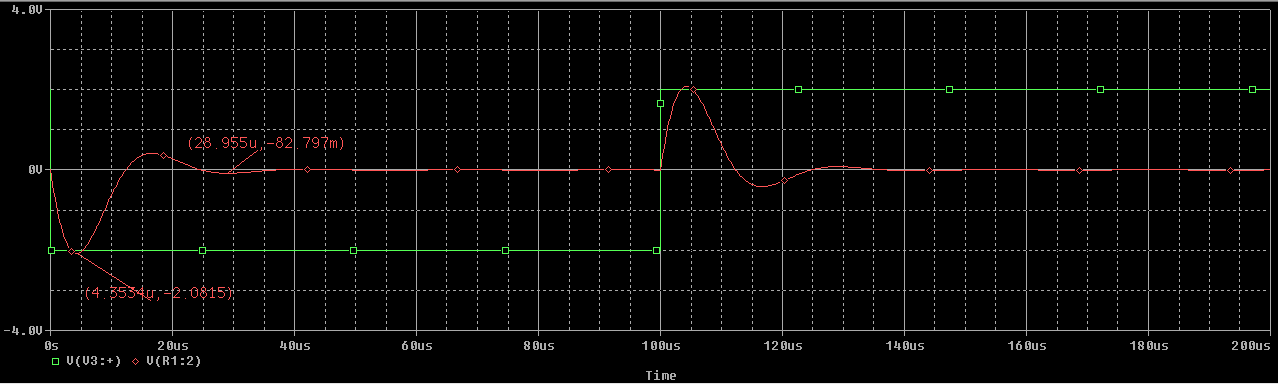 4.0V
(28.955u,-82.797m)
0V
(4.3534u,-2.0815)
-4.0V
0s 20us 40us 60us 80us 100us 120us 140us 160us 180us 200us
V(V3:+) V(R1:2)
Time